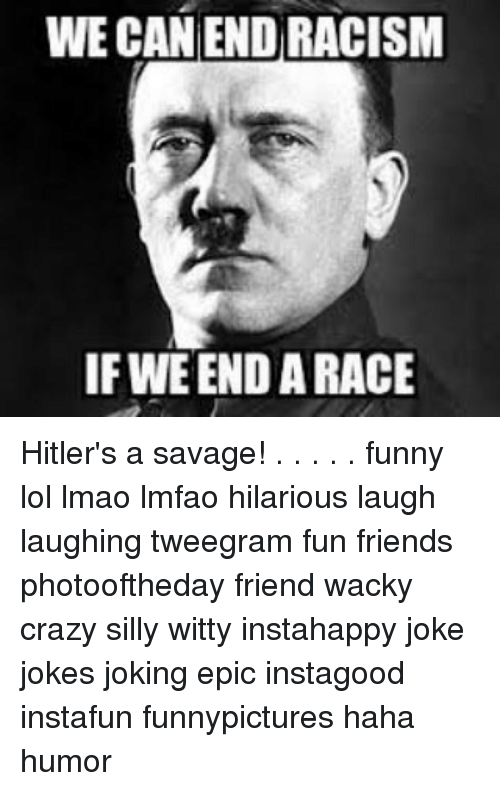 WE CAN END RACISM
IF WE END A RACE
Hitler's a savage! . . . . . funny
lol lmao lmfao hilarious laugh
laughing tweegram fun friends
photooftheday friend wacky
crazy silly witty instahappy joke
jokes joking epic instagood
instafun funnypictures haha
humor